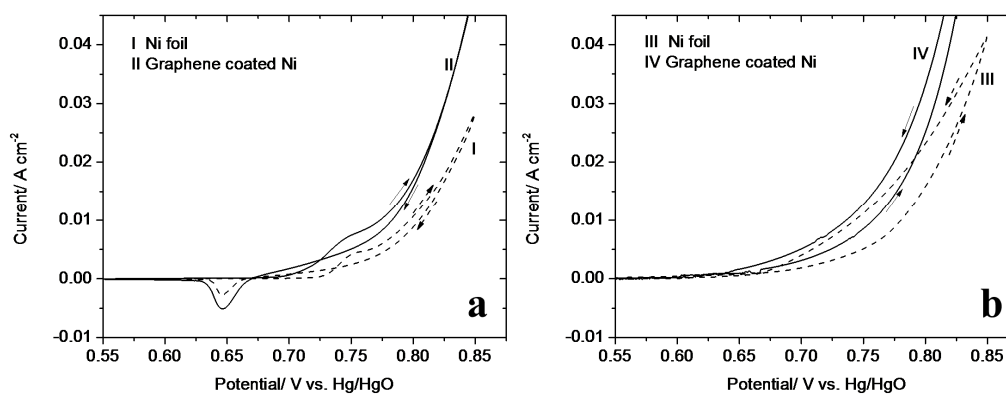 I Ni foil
II Graphene coated Ni
II
I
0.04
0.03
0.02
0.01
0.00
-0.01
Current/ A cm⁻²
0.55 0.60 0.65 0.70 0.75 0.80 0.85
Potential/ V vs. Hg/HgO
a
III Ni foil
IV Graphene coated Ni
IV
III
0.04
0.03
0.02
0.01
0.00
-0.01
Current/ A cm⁻²
0.55 0.60 0.65 0.70 0.75 0.80 0.85
Potential/ V vs. Hg/HgO
b